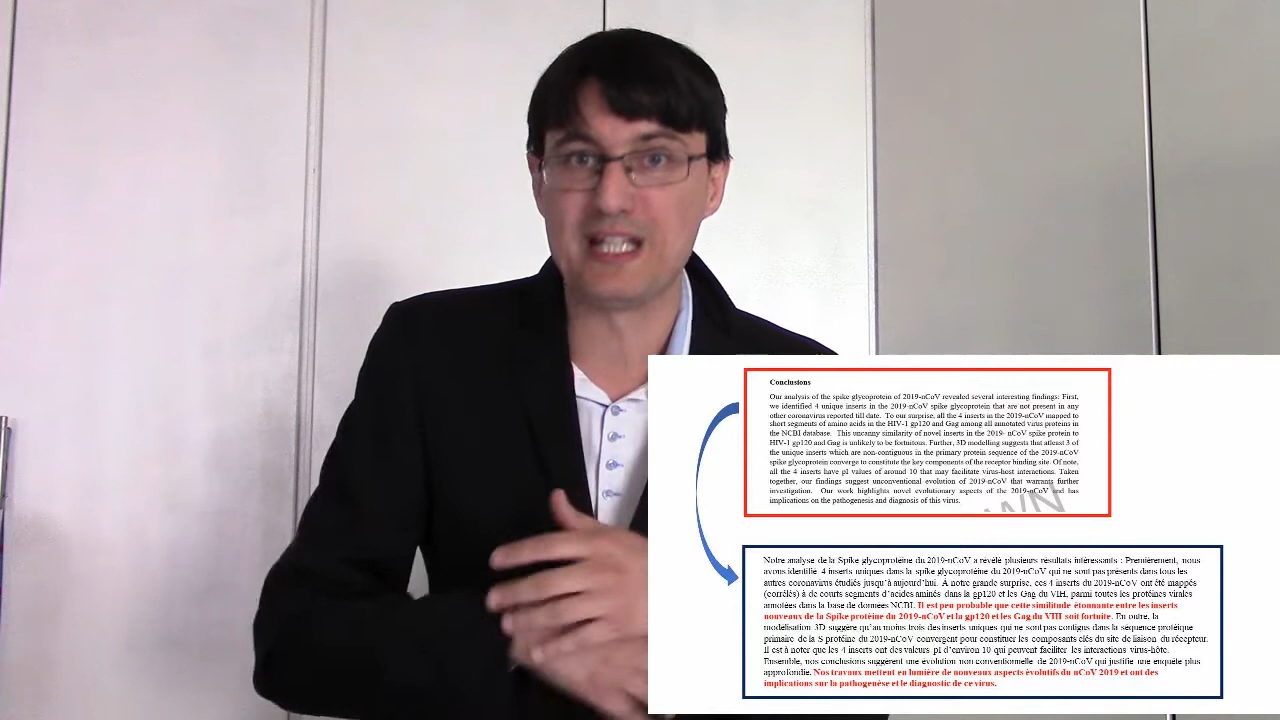 Conclusions
Our analysis of the spike glycoprotein of 2019-nCoV revealed several interesting findings: First,
we identified 4 unique inserts in the 2019-nCoV spike glycoprotein that are not present in any
other coronavirus reported till date. To our surprise, all the 4 inserts in the 2019-nCoV mapped to
short segments of amino acids in the HIV-1 gp120 and Gag among all annotated virus proteins in
the NCBI database. This uncanny similarity of novel inserts in the 2019- nCoV spike protein to
HIV-1 gp120 and Gag is unlikely to be fortuitous. Further, 3D modelling suggests that atleast 3 of
the unique inserts which are non-contiguous in the primary protein sequence of the 2019-nCoV
spike glycoprotein converge to constitute the key components of the receptor binding site. Of note,
all the 4 inserts have pI values of around 10 that may facilitate virus-host interactions. Taken
together, our findings suggest unconventional evolution of 2019-nCoV that warrants further
investigation. Our work highlights novel evolutionary aspects of the 2019-nCoV and has
implications on the pathogenesis and diagnosis of this virus.
WN
Notre analyse de la Spike glycoprotéine du 2019-nCoV a révélé plusieurs résultats intéressants : Premièrement, nous
avons identifié 4 inserts uniques dans la spike glycoprotéine du 2019-nCoV qui ne sont pas présents dans tous les
autres coronavirus étudiés jusqu'à aujourd'hui. À notre grande surprise, ces 4 inserts du 2019-nCoV ont été mappés
(corrélés) à de courts segments d'acides aminés dans la gp120 et les Gag du VIH, parmi toutes les protéines virales
annotées dans la base de données NCBI. Il est peu probable que cette similitude étonnante entre les inserts
nouveaux de la Spike protéine du 2019-nCoV et la gp120 et les Gag du VIH soit fortuite. En outre, la
modélisation 3D suggère qu'au moins trois des inserts uniques qui ne sont pas contigus dans la séquence protéique
primaire de la S protéine du 2019-nCoV convergent pour constituer les composants clés du site de liaison du récepteur.
Il est à noter que les 4 inserts ont des valeurs pI d'environ 10 qui peuvent faciliter les interactions virus-hôte.
Ensemble, nos conclusions suggèrent une évolution non conventionnelle de 2019-nCoV qui justifie une enquête plus
approfondie. Nos travaux mettent en lumière de nouveaux aspects évolutifs du nCoV 2019 et ont des
implications sur la pathogenèse et le diagnostic de ce virus.